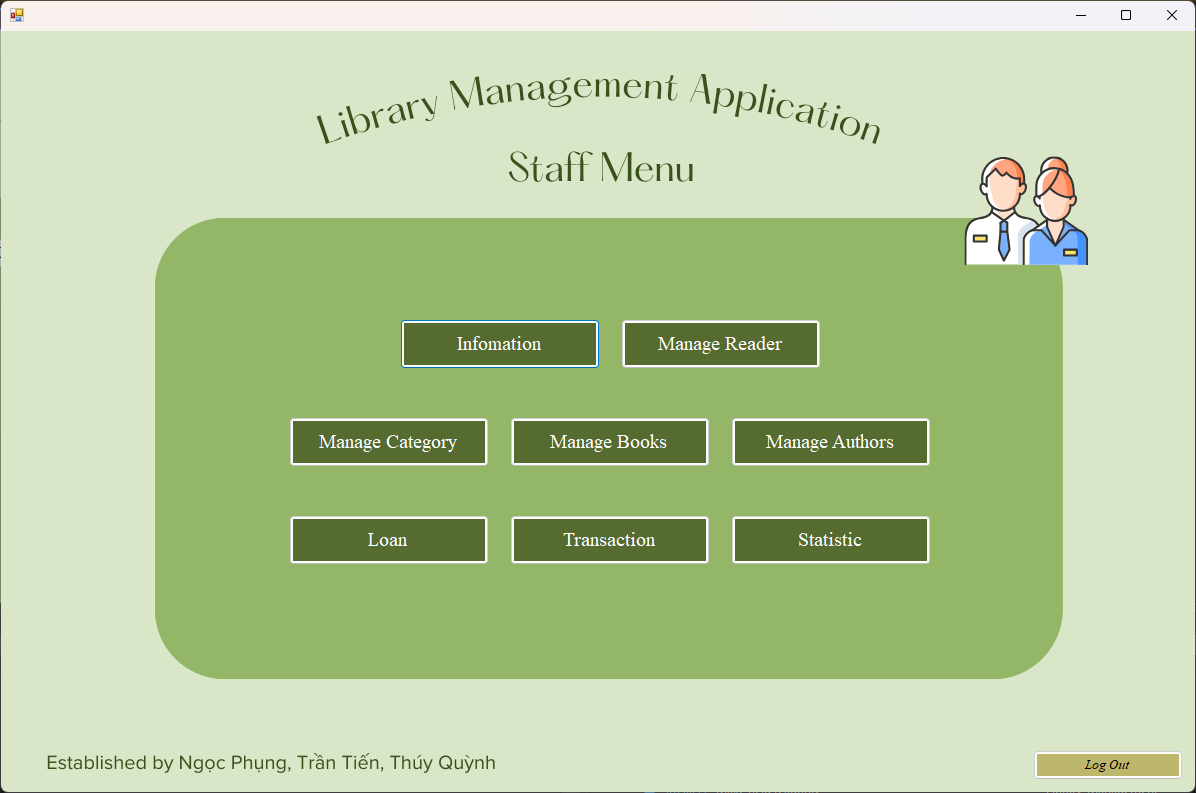 Library Management Application
Staff Menu
Infomation
Manage Reader
Manage Category
Manage Books
Manage Authors
Loan
Transaction
Statistic
Established by Ngọc Phụng, Trần Tiến, Thúy Quỳnh
Log Out